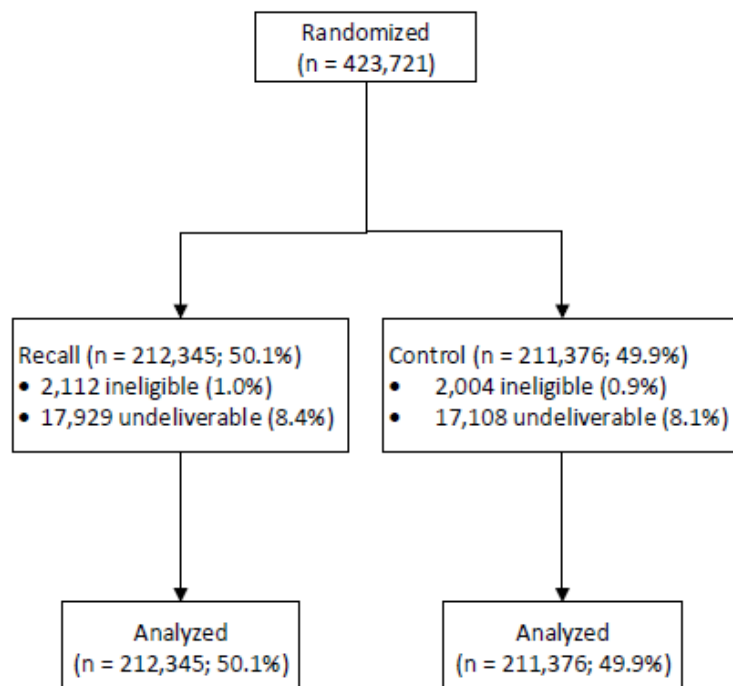 Randomized
(n = 423,721)
Recall (n = 212,345; 50.1%)
• 2,112 ineligible (1.0%)
• 17,929 undeliverable (8.4%)
Control (n = 211,376; 49.9%)
• 2,004 ineligible (0.9%)
• 17,108 undeliverable (8.1%)
Analyzed
(n = 212,345; 50.1%)
Analyzed
(n = 211,376; 49.9%)